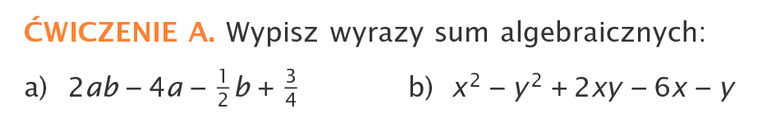 ĆWICZENIE A. Wypisz wyrazy sum algebraicznych:
a) 2ab – 4a – 1/2 b + 3/4 b) x² – y² + 2xy – 6x – y